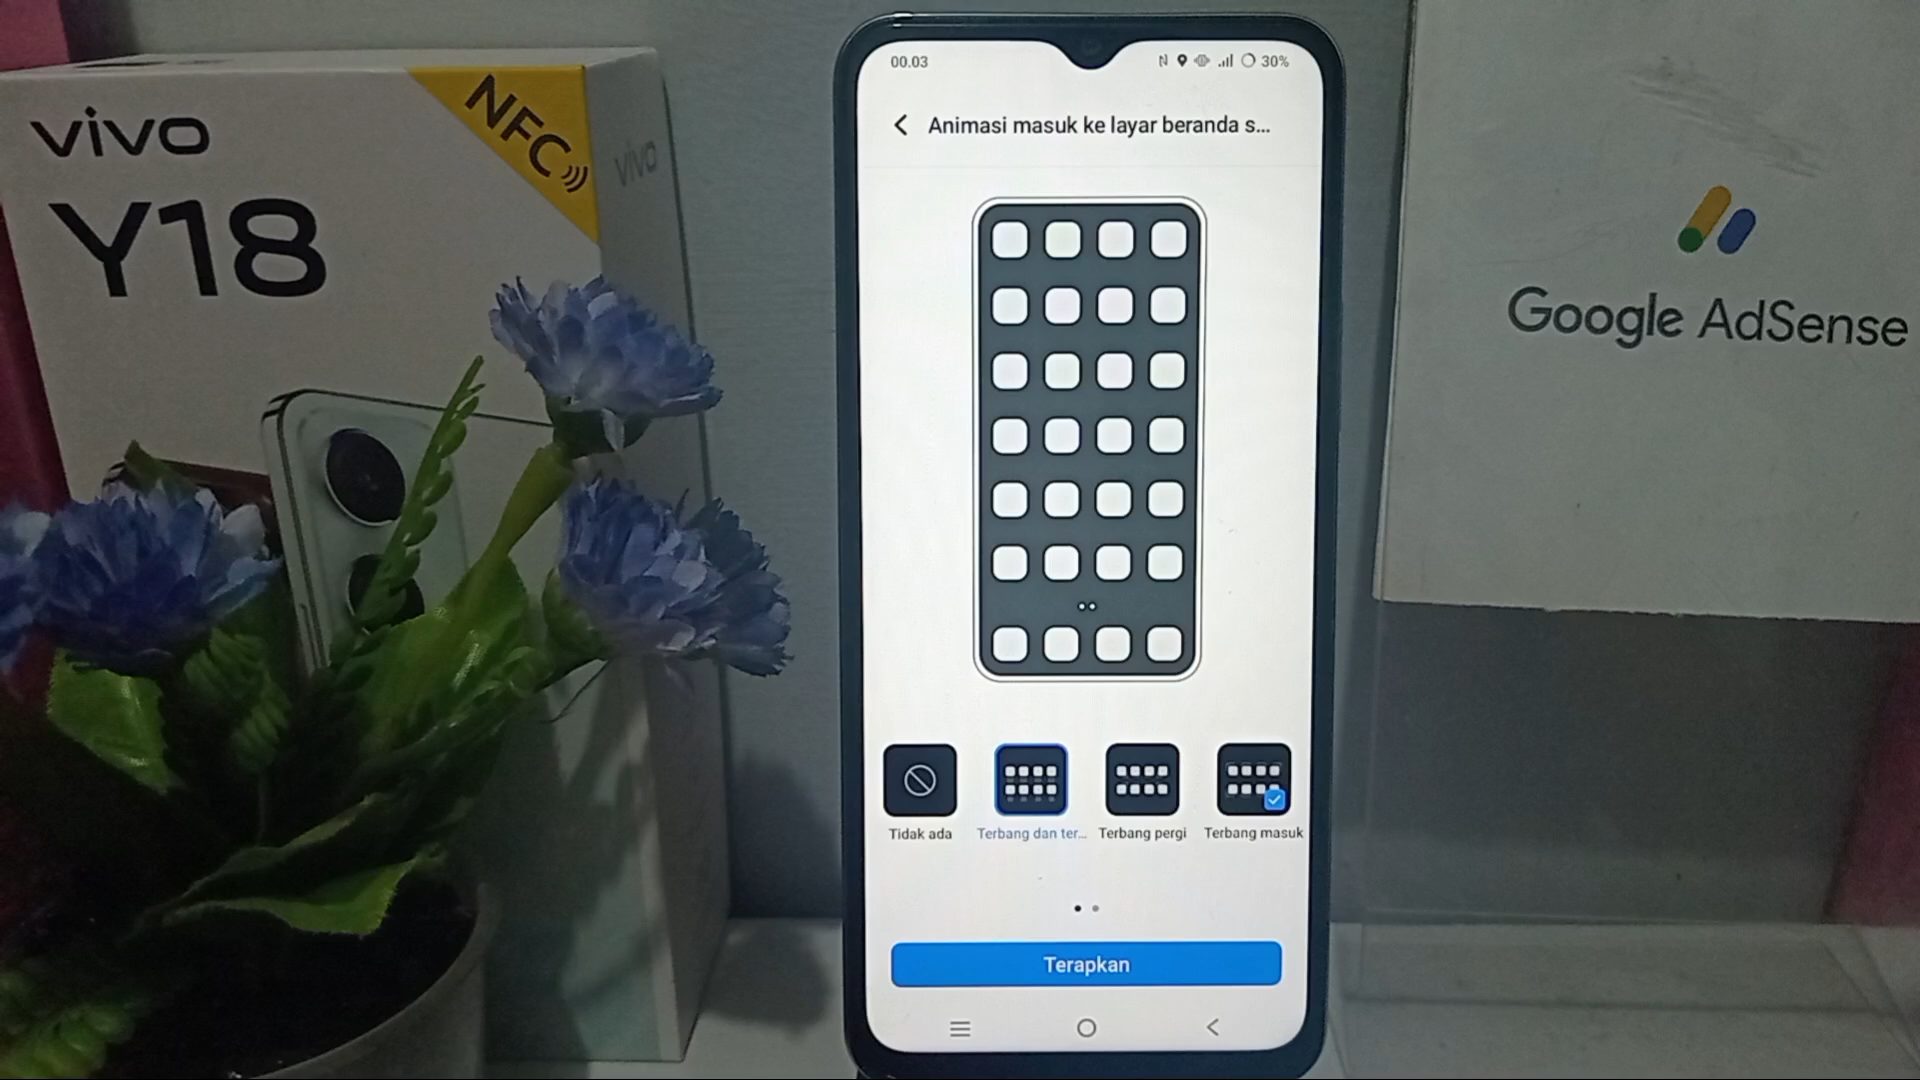 vivo
Y18
NFC
vivo
00.03
30%
Animasi masuk ke layar beranda s...
Tidak ada
Terbang dan ter...
Terbang pergi
Terbang masuk
Terapkan
Google AdSense